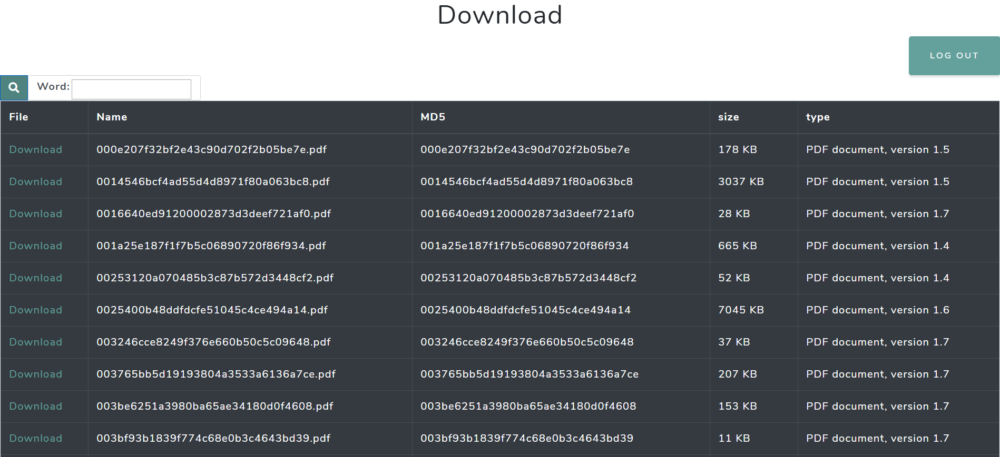 Download
LOG OUT
Word:
File Name MD5 size type
Download 000e207f32bf2e43c90d702f2b05be7e.pdf 000e207f32bf2e43c90d702f2b05be7e 178 KB PDF document, version 1.5
Download 0014546bcf4ad55d4d8971f80a063bc8.pdf 0014546bcf4ad55d4d8971f80a063bc8 3037 KB PDF document, version 1.5
Download 0016640ed91200002873d3deef721af0.pdf 0016640ed91200002873d3deef721af0 28 KB PDF document, version 1.7
Download 001a25e187f1f7b5c06890720f86f934.pdf 001a25e187f1f7b5c06890720f86f934 665 KB PDF document, version 1.4
Download 00253120a070485b3c87b572d3448cf2.pdf 00253120a070485b3c87b572d3448cf2 52 KB PDF document, version 1.4
Download 0025400b48ddfdcfe51045c4ce494a14.pdf 0025400b48ddfdcfe51045c4ce494a14 7045 KB PDF document, version 1.6
Download 003246cce8249f376e660b50c5c09648.pdf 003246cce8249f376e660b50c5c09648 37 KB PDF document, version 1.7
Download 003765bb5d19193804a3533a6136a7ce.pdf 003765bb5d19193804a3533a6136a7ce 207 KB PDF document, version 1.7
Download 003be6251a3980ba65ae34180d0f4608.pdf 003be6251a3980ba65ae34180d0f4608 153 KB PDF document, version 1.7
Download 003bf93b1839f774c68e0b3c4643bd39.pdf 003bf93b1839f774c68e0b3c4643bd39 11 KB PDF document, version 1.7